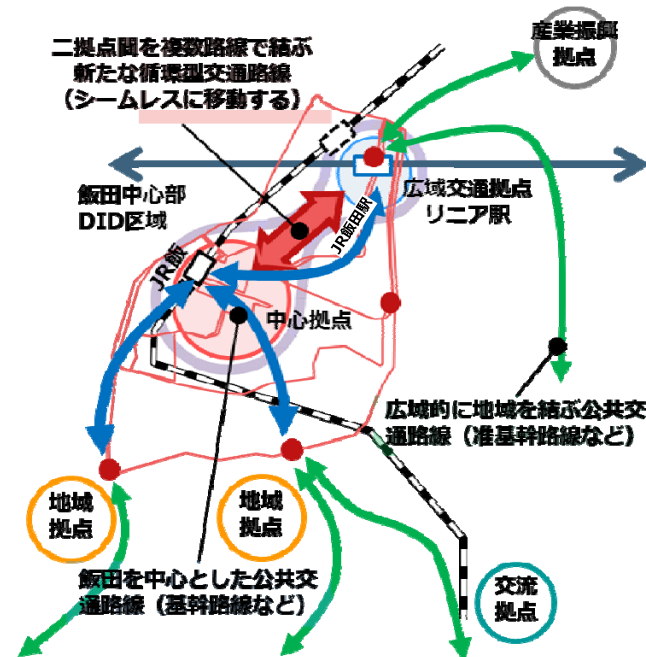 二拠点間を複数路線で結ぶ
新たな循環型交通路線
（シームレスに移動する）
産業振興
拠点
飯田中心部
DID区域
広域交通拠点
リニア駅
JR飯田駅
JR飯
中心拠点
広域的に地域を結ぶ公共交
通路線（准基幹路線など）
地域
拠点
地域
拠点
飯田を中心とした公共交
通路線（基幹路線など）
交流
拠点